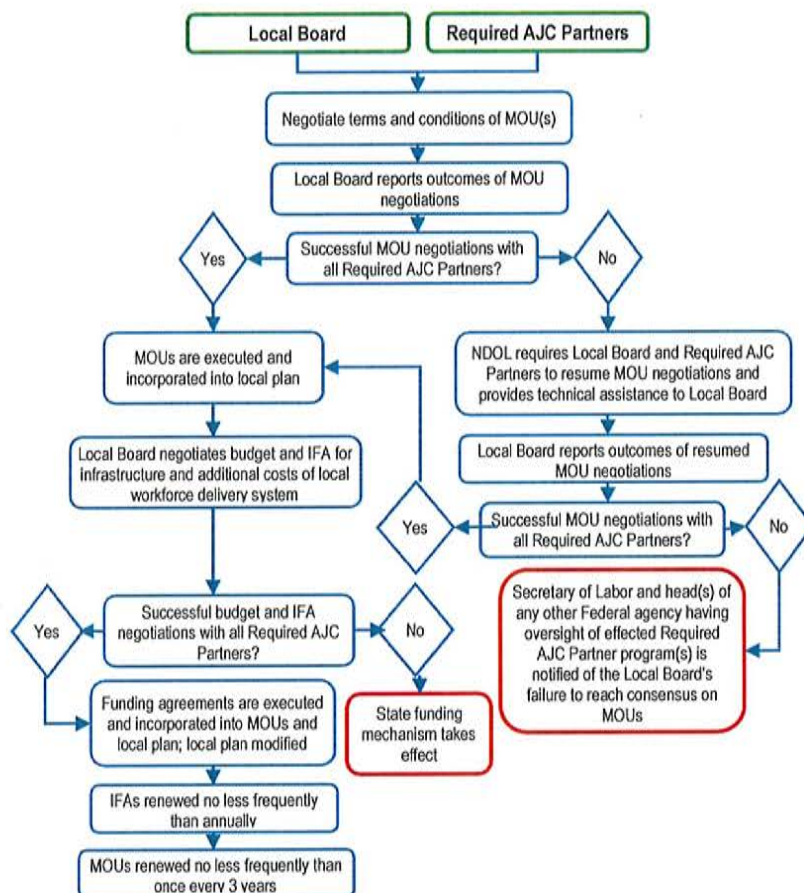 Local Board
Required AJC Partners
Negotiate terms and conditions of MOU(s)
Local Board reports outcomes of MOU
negotiations
Yes
Successful MOU negotiations with
all Required AJC Partners?
No
MOUs are executed and
incorporated into local plan
NDOL requires Local Board and Required AJC
Partners to resume MOU negotiations and
provides technical assistance to Local Board
Local Board negotiates budget and IFA for
infrastructure and additional costs of local
workforce delivery system
Local Board reports outcomes of resumed
MOU negotiations
Yes
Successful MOU negotiations with
all Required AJC Partners?
No
Yes
Successful budget and IFA
negotiations with all Required AJC
Partners?
No
Secretary of Labor and head(s) of
any other Federal agency having
oversight of effected Required
AJC Partner program(s) is
notified of the Local Board's
failure to reach consensus on
MOUs
Funding agreements are executed
and incorporated into MOUs and
local plan; local plan modified
State funding
mechanism takes
effect
IFAs renewed no less frequently
than annually
MOUs renewed no less frequently than
once every 3 years